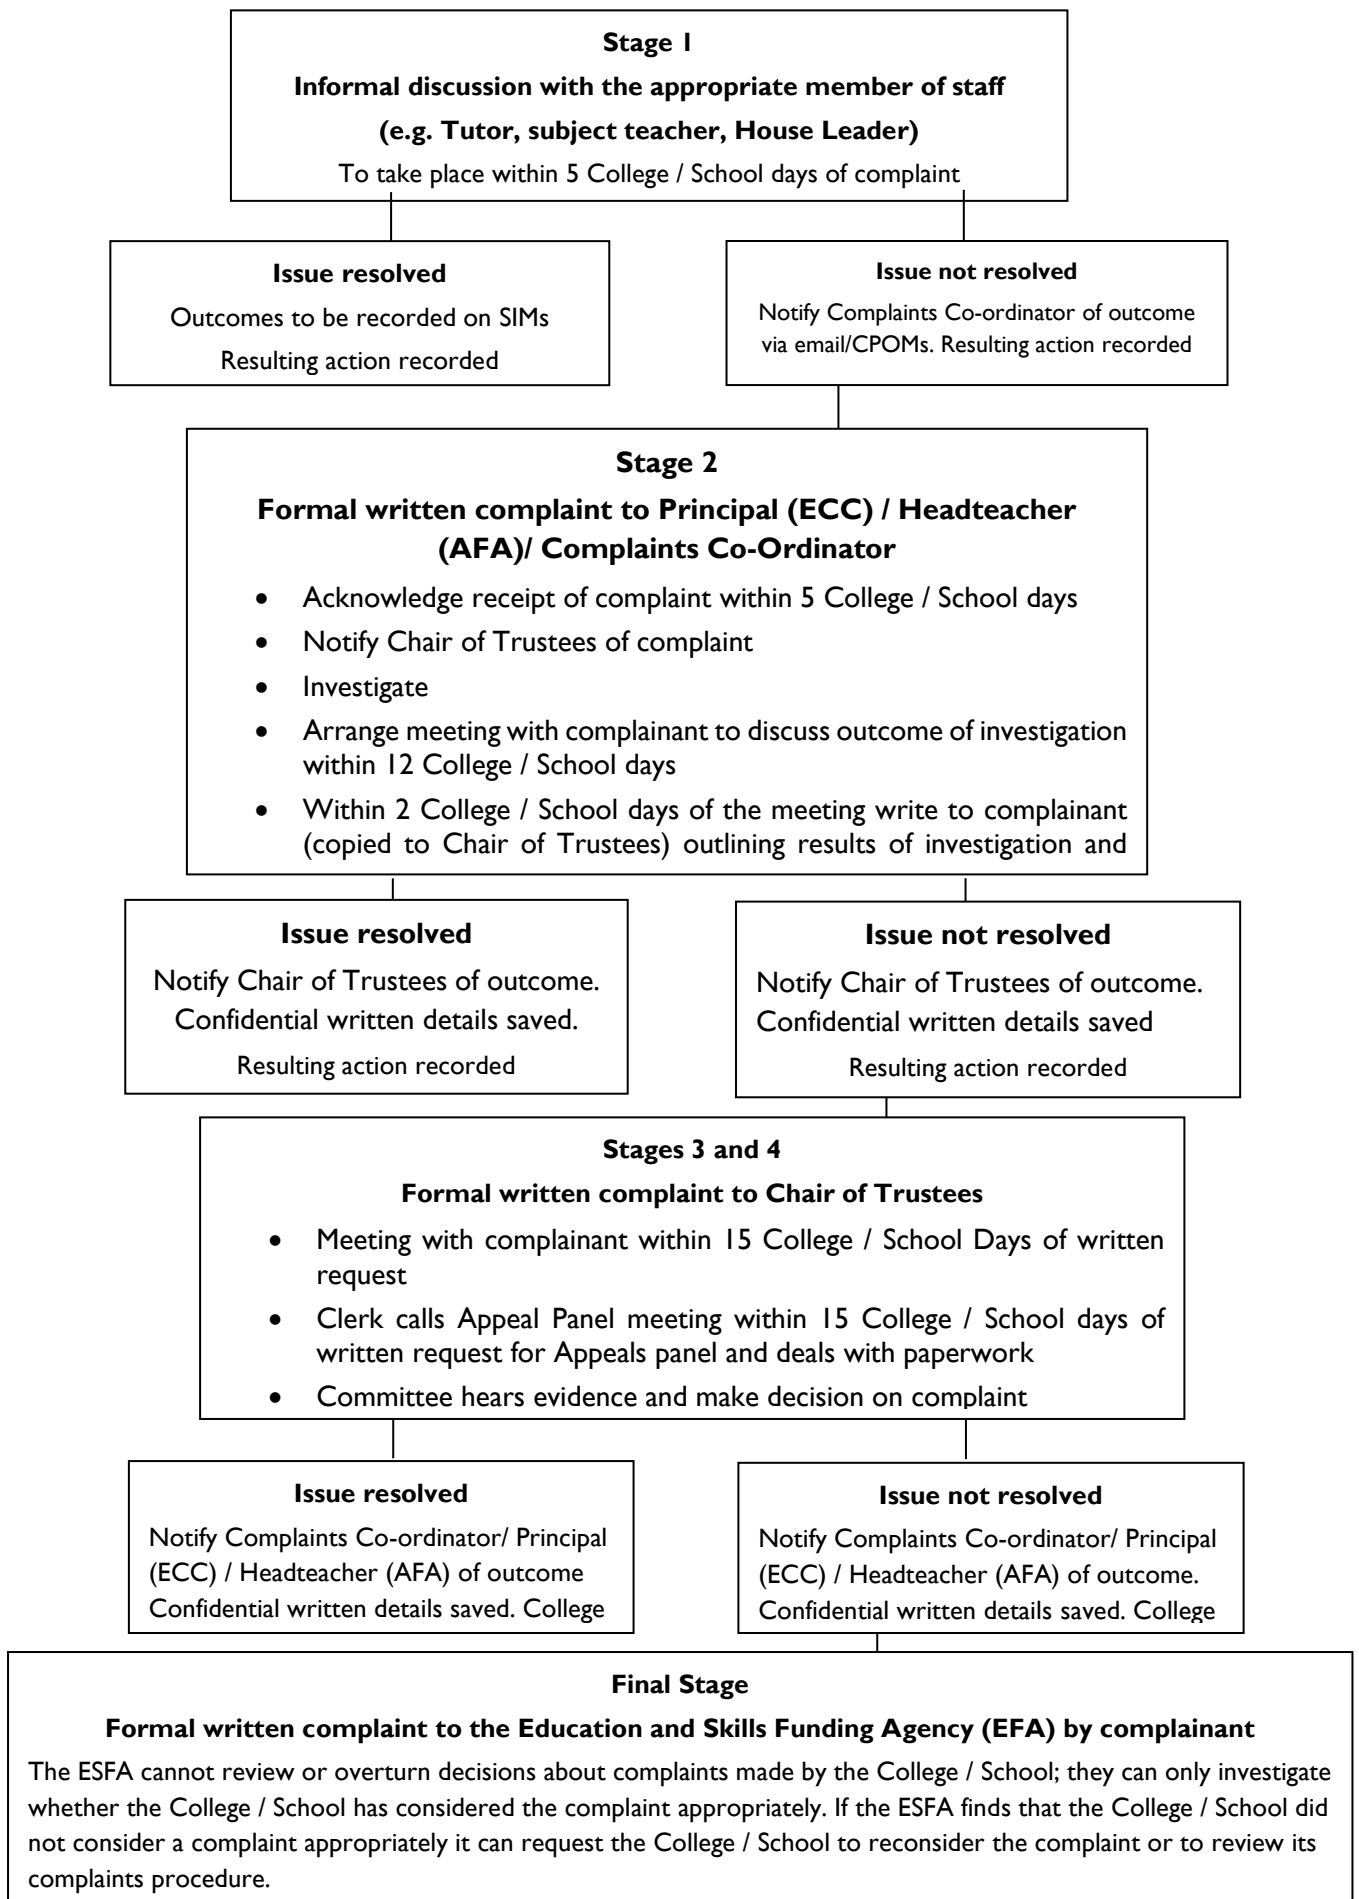 Stage 1
Informal discussion with the appropriate member of staff
(e.g. Tutor, subject teacher, House Leader)
To take place within 5 College / School days of complaint
Issue resolved
Outcomes to be recorded on SIMs
Resulting action recorded
Issue not resolved
Notify Complaints Co-ordinator of outcome
via email/CPOMs. Resulting action recorded
Stage 2
Formal written complaint to Principal (ECC) / Headteacher
(AFA)/ Complaints Co-Ordinator
• Acknowledge receipt of complaint within 5 College / School days
• Notify Chair of Trustees of complaint
• Investigate
• Arrange meeting with complainant to discuss outcome of investigation
within 12 College / School days
• Within 2 College / School days of the meeting write to complainant
(copied to Chair of Trustees) outlining results of investigation and
Issue resolved
Notify Chair of Trustees of outcome.
Confidential written details saved.
Resulting action recorded
Issue not resolved
Notify Chair of Trustees of outcome.
Confidential written details saved
Resulting action recorded
Stages 3 and 4
Formal written complaint to Chair of Trustees
• Meeting with complainant within 15 College / School Days of written
request
• Clerk calls Appeal Panel meeting within 15 College / School days of
written request for Appeals panel and deals with paperwork
• Committee hears evidence and make decision on complaint
Issue resolved
Notify Complaints Co-ordinator/ Principal
(ECC) / Headteacher (AFA) of outcome
Confidential written details saved. College
Issue not resolved
Notify Complaints Co-ordinator/ Principal
(ECC) / Headteacher (AFA) of outcome.
Confidential written details saved. College
Final Stage
Formal written complaint to the Education and Skills Funding Agency (EFA) by complainant
The ESFA cannot review or overturn decisions about complaints made by the College / School; they can only investigate
whether the College / School has considered the complaint appropriately. If the ESFA finds that the College / School did
not consider a complaint appropriately it can request the College / School to reconsider the complaint or to review its
complaints procedure.